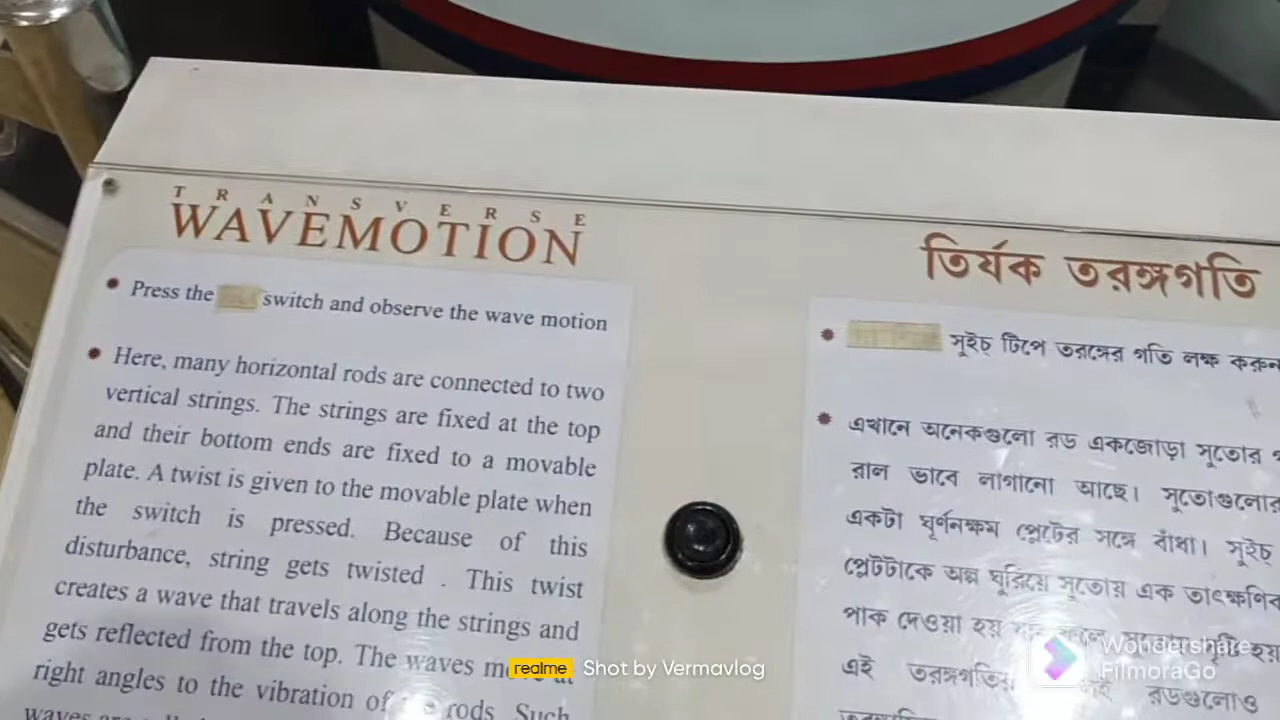 TRANSVERSE
WAVEMOTION
Press the switch and observe the wave motion
Here, many horizontal rods are connected to two
vertical strings. The strings are fixed at the top
and their bottom ends are fixed to a movable
plate. A twist is given to the movable plate when
the switch is pressed. Because of this
disturbance, string gets twisted . This twist
creates a wave that travels along the strings and
gets reflected from the top. The waves
right angles to the vibration of rods. Such
waves are
তির্যক তরঙ্গগতি
সুইচ্ টিপে তরঙ্গের গতি লক্ষ করুন
এখানে অনেকগুলো রড একজোড়া সুতোর
রাল ভাবে লাগানো আছে। সুতোগুলোর
একটা ঘূর্ণনক্ষম প্লেটের সঙ্গে বাঁধা। সুইচ্
প্লেটটাকে অল্প ঘুরিয়ে সুতোয় এক তাৎক্ষণিক
পাক দেওয়া হয়
এই তরঙ্গগতির রডগুলোও
realme Shot by Vermavlog
Wondershare
FilmoraGo